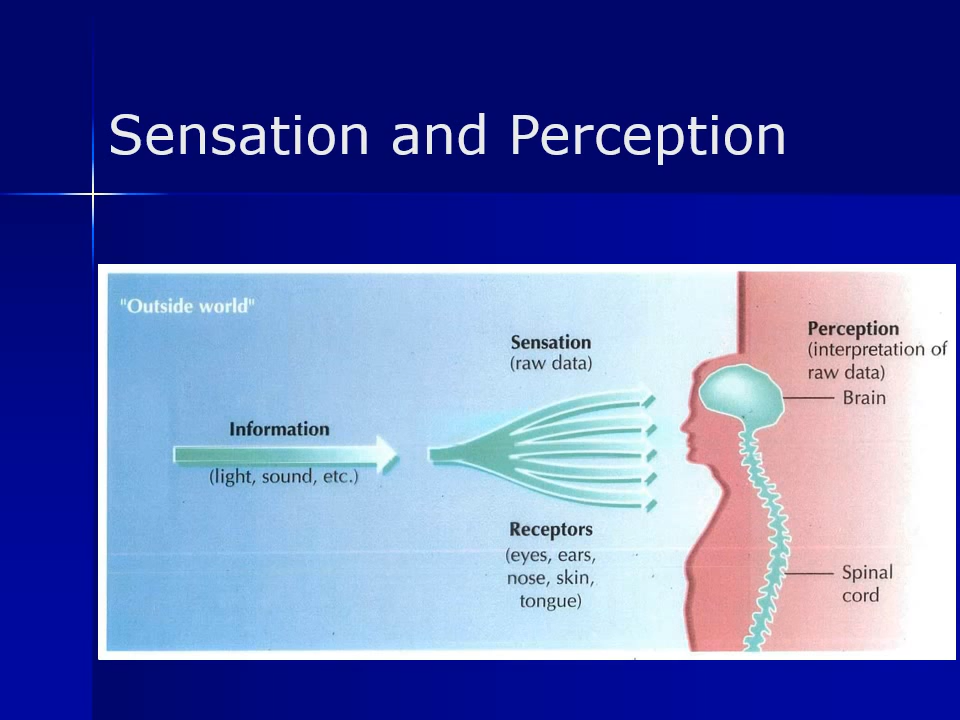 Sensation and Perception
"Outside world"
Sensation
(raw data)
Perception
(interpretation of
raw data)
Brain
Information
(light, sound, etc.)
Receptors
(eyes, ears,
nose, skin,
tongue)
Spinal
cord